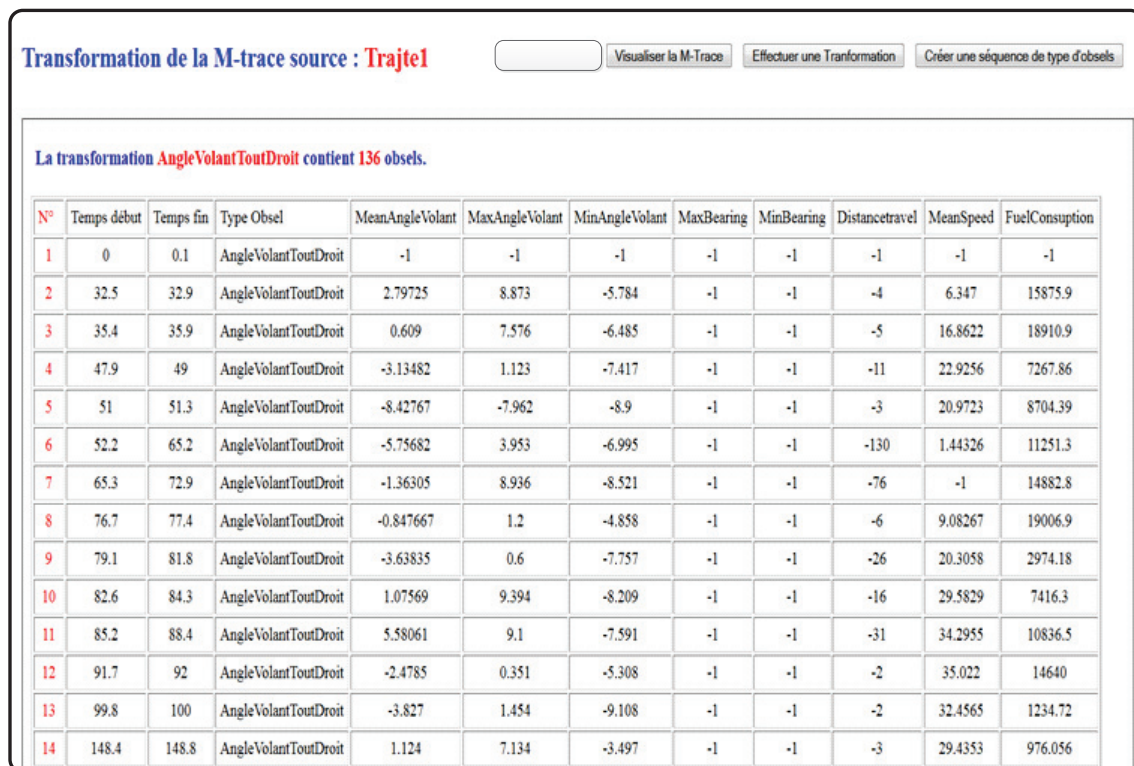 Transformation de la M-trace source : Trajte1
Visualiser la M-Trace Effectuer une Tranformation Créer une séquence de type d'obsels
La transformation AngleVolantToutDroit contient 136 obsels.
N° Temps début Temps fin Type Obsel MeanAngleVolant MaxAngleVolant MinAngleVolant MaxBearing MinBearing Distancetravel MeanSpeed FuelConsuption
1 0 0.1 AngleVolantToutDroit -1 -1 -1 -1 -1 -1 -1 -1
2 32.5 32.9 AngleVolantToutDroit 2.79725 8.873 -5.784 -1 -1 -4 6.347 15875.9
3 35.4 35.9 AngleVolantToutDroit 0.609 7.576 -6.485 -1 -1 -5 16.8622 18910.9
4 47.9 49 AngleVolantToutDroit -3.13482 1.123 -7.417 -1 -1 -11 22.9256 7267.86
5 51 51.3 AngleVolantToutDroit -8.42767 -7.962 -8.9 -1 -1 -3 20.9723 8704.39
6 52.2 65.2 AngleVolantToutDroit -5.75682 3.953 -6.995 -1 -1 -130 1.44326 11251.3
7 65.3 72.9 AngleVolantToutDroit -1.36305 8.936 -8.521 -1 -1 -76 -1 14882.8
8 76.7 77.4 AngleVolantToutDroit -0.847667 1.2 -4.858 -1 -1 -6 9.08267 19006.9
9 79.1 81.8 AngleVolantToutDroit -3.63835 0.6 -7.757 -1 -1 -26 20.3058 2974.18
10 82.6 84.3 AngleVolantToutDroit 1.07569 9.394 -8.209 -1 -1 -16 29.5829 7416.3
11 85.2 88.4 AngleVolantToutDroit 5.58061 9.1 -7.591 -1 -1 -31 34.2955 10836.5
12 91.7 92 AngleVolantToutDroit -2.4785 0.351 -5.308 -1 -1 -2 35.022 14640
13 99.8 100 AngleVolantToutDroit -3.827 1.454 -9.108 -1 -1 -2 32.4565 1234.72
14 148.4 148.8 AngleVolantToutDroit 1.124 7.134 -3.497 -1 -1 -3 29.4353 976.056